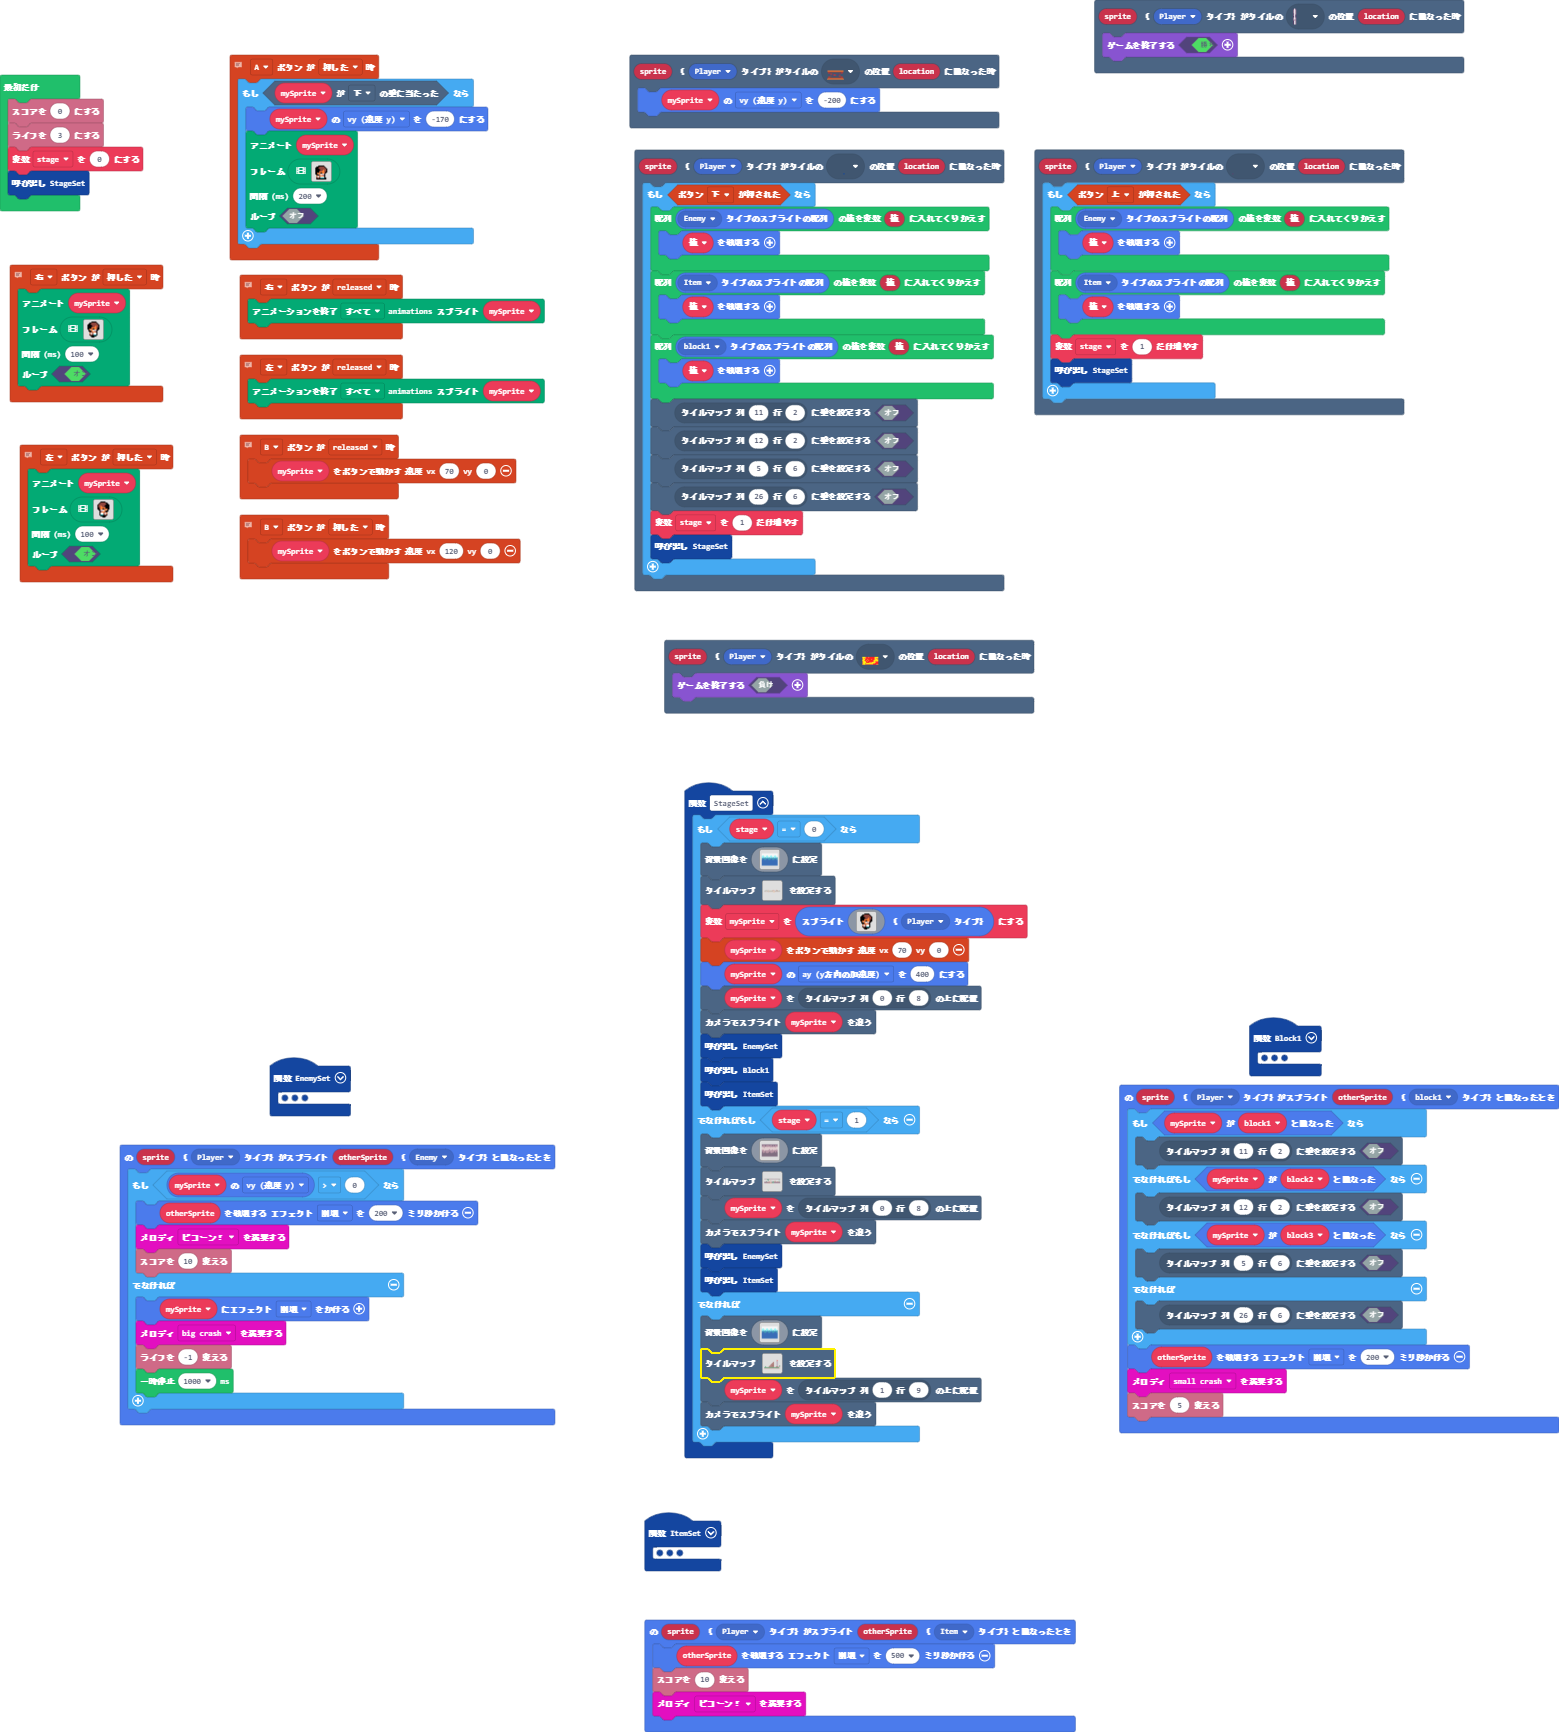 最初だけ
スコアを 0 にする
ライフを 3 にする
変数 stage を 0 にする
呼び出し StageSet
A ボタン が 押した 時
もし mySprite が 下 の壁に当たった なら
mySprite の vy (速度 y) を -170 にする
アニメート mySprite
フレーム
間隔 (ms) 200
ループ オフ
右 ボタン が 押した 時
アニメート mySprite
フレーム
間隔 (ms) 100
ループ オ
左 ボタン が 押した 時
アニメート mySprite
フレーム
間隔 (ms) 100
ループ オ
右 ボタン が released 時
アニメーションを終了 すべて animations スプライト mySprite
左 ボタン が released 時
アニメーションを終了 すべて animations スプライト mySprite
B ボタン が released 時
mySprite をボタンで動かす 速度 vx 70 vy 0
B ボタン が 押した 時
mySprite をボタンで動かす 速度 vx 120 vy 0
sprite { Player タイプ} がタイルの の位置 location に重なった時
mySprite の vy (速度 y) を -200 にする
sprite { Player タイプ} がタイルの の位置 location に重なった時
ゲームを終了する 勝
sprite { Player タイプ} がタイルの の位置 location に重なった時
もし ボタン 下 が押された なら
配列 Enemy タイプのスプライトの配列 の値を変数 値 に入れてくりかえす
値 を破壊する
配列 Item タイプのスプライトの配列 の値を変数 値 に入れてくりかえす
値 を破壊する
配列 block1 タイプのスプライトの配列 の値を変数 値 に入れてくりかえす
値 を破壊する
タイルマップ 列 11 行 2 に壁を設定する オフ
タイルマップ 列 12 行 2 に壁を設定する オフ
タイルマップ 列 5 行 6 に壁を設定する オフ
タイルマップ 列 26 行 6 に壁を設定する オフ
変数 stage を 1 だけ増やす
呼び出し StageSet
sprite { Player タイプ} がタイルの の位置 location に重なった時
もし ボタン 上 が押された なら
配列 Enemy タイプのスプライトの配列 の値を変数 値 に入れてくりかえす
値 を破壊する
配列 Item タイプのスプライトの配列 の値を変数 値 に入れてくりかえす
値 を破壊する
変数 stage を 1 だけ増やす
呼び出し StageSet
sprite { Player タイプ} がタイルの の位置 location に重なった時
ゲームを終了する 負け
関数 StageSet
もし stage = 0 なら
背景画像を に設定
タイルマップ を設定する
変数 mySprite を スプライト { Player タイプ} にする
mySprite をボタンで動かす 速度 vx 70 vy 0
mySprite の ay (y方向の加速度) を 400 にする
mySprite を タイルマップ 列 0 行 8 の上に配置
カメラでスプライト mySprite を追う
呼び出し EnemySet
呼び出し Block1
呼び出し ItemSet
でなければもし stage = 1 なら
背景画像を に設定
タイルマップ を設定する
mySprite を タイルマップ 列 0 行 8 の上に配置
カメラでスプライト mySprite を追う
呼び出し EnemySet
呼び出し ItemSet
でなければ
背景画像を に設定
タイルマップ を設定する
mySprite を タイルマップ 列 1 行 9 の上に配置
カメラでスプライト mySprite を追う
関数 EnemySet
の sprite { Player タイプ} がスプライト otherSprite { Enemy タイプ} と重なったとき
もし mySprite の vy (速度 y) > 0 なら
otherSprite を破壊する エフェクト 崩壊 を 200 ミリ秒かける
メロディ ピコーン! を演奏する
スコアを 10 変える
でなければ
mySprite にエフェクト 崩壊 をかける
メロディ big crash を演奏する
ライフを -1 変える
一時停止 1000 ms
関数 Block1
の sprite { Player タイプ} がスプライト otherSprite { block1 タイプ} と重なったとき
もし mySprite が block1 と重なった なら
タイルマップ 列 11 行 2 に壁を設定する オフ
でなければもし mySprite が block2 と重なった なら
タイルマップ 列 12 行 2 に壁を設定する オフ
でなければもし mySprite が block3 と重なった なら
タイルマップ 列 5 行 6 に壁を設定する オフ
でなければ
タイルマップ 列 26 行 6 に壁を設定する オフ
otherSprite を破壊する エフェクト 崩壊 を 200 ミリ秒かける
メロディ small crash を演奏する
スコアを 5 変える
関数 ItemSet
の sprite { Player タイプ} がスプライト otherSprite { Item タイプ} と重なったとき
otherSprite を破壊する エフェクト 崩壊 を 500 ミリ秒かける
スコアを 10 変える
メロディ ピコーン! を演奏する